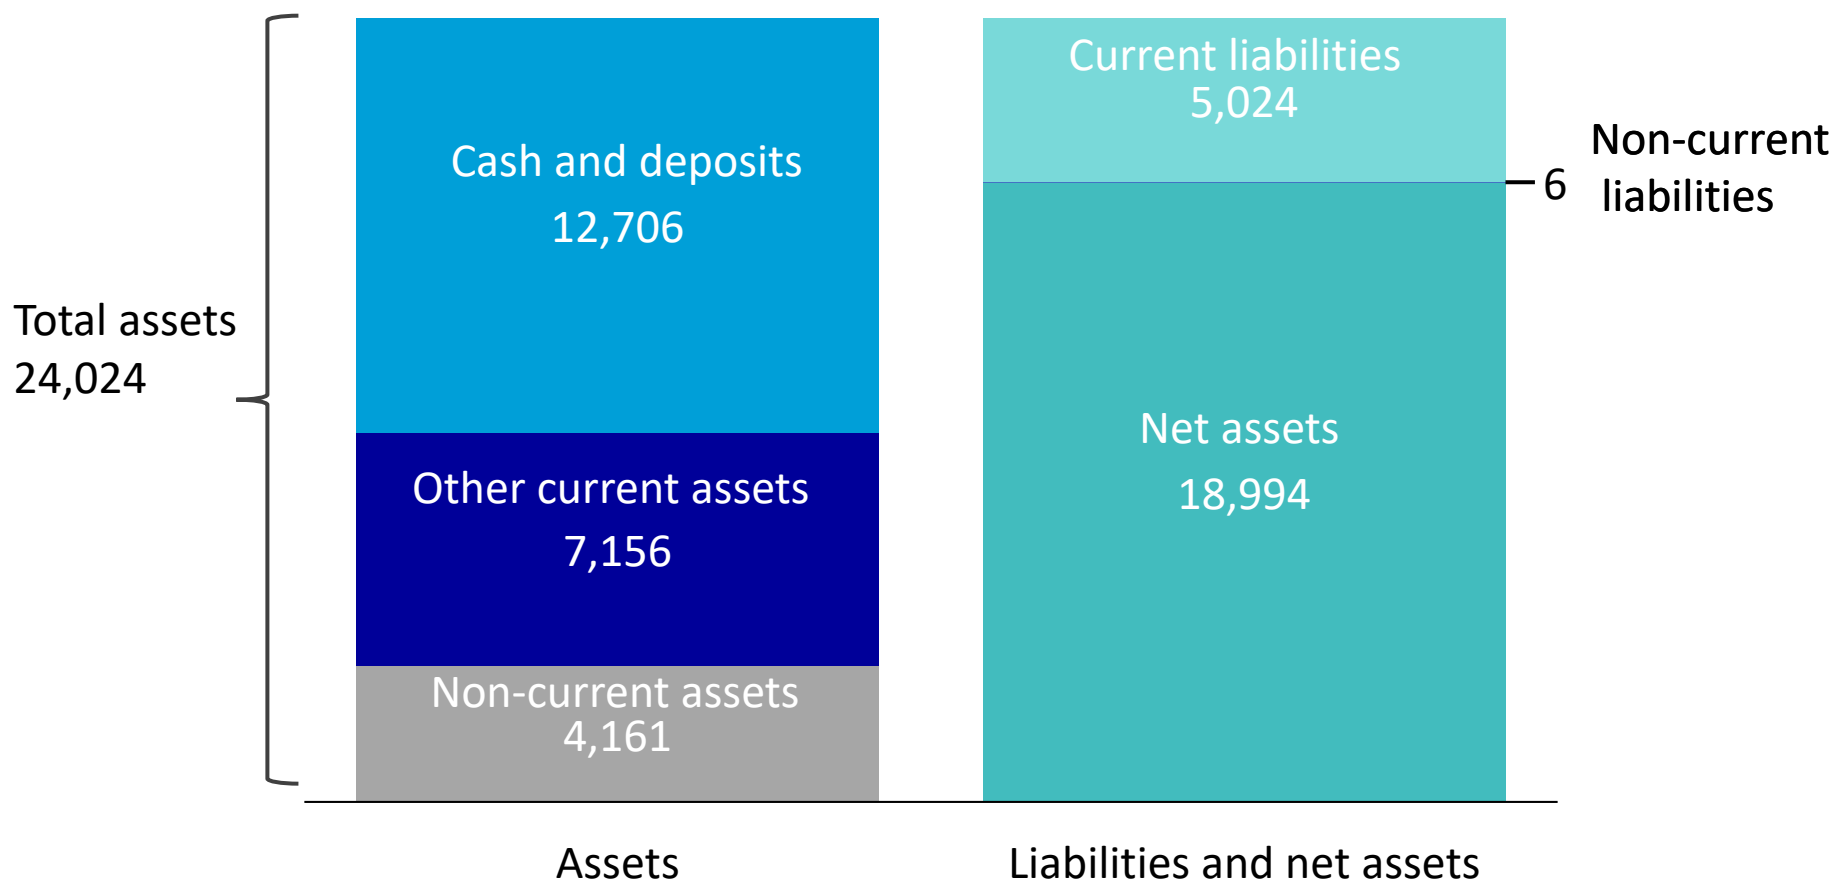 Total assets
24,024
Cash and deposits
12,706
Other current assets
7,156
Non-current assets
4,161
Current liabilities
5,024
6
Non-current
liabilities
Net assets
18,994
Assets
Liabilities and net assets